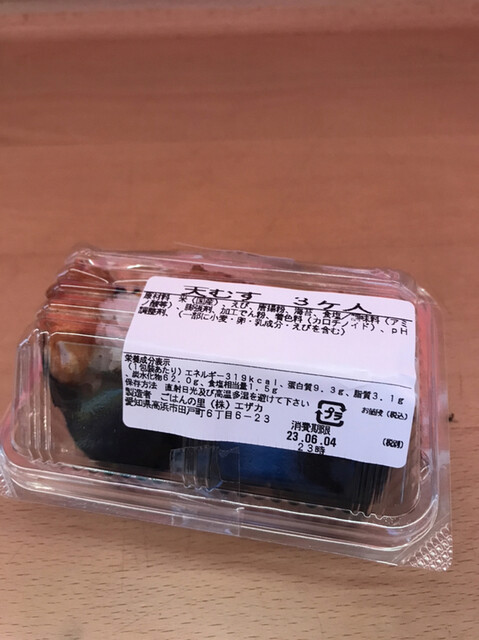 天むす 3ケ入
原材料 米(国産)、えび、唐揚粉、海苔、食塩/調味料(アミ
ノ酸等)、膨張剤、加工でん粉、着色料(カロチノイド)、pH
調整剤、(一部に小麦・卵・乳成分・えびを含む)
栄養成分表示
(1包装あたり)エネルギー319kcal、蛋白質9.3g、脂質3.1g
、炭水化物62.0g、食塩相当量1.5g
保存方法 直射日光及び高温多湿を避けて下さい
製造者 ごはんの里(株)エザカ
愛知県高浜市田戸町6丁目6-23
プラ
お値段(税込)
消費期限
23.06.04
23時
(税別)